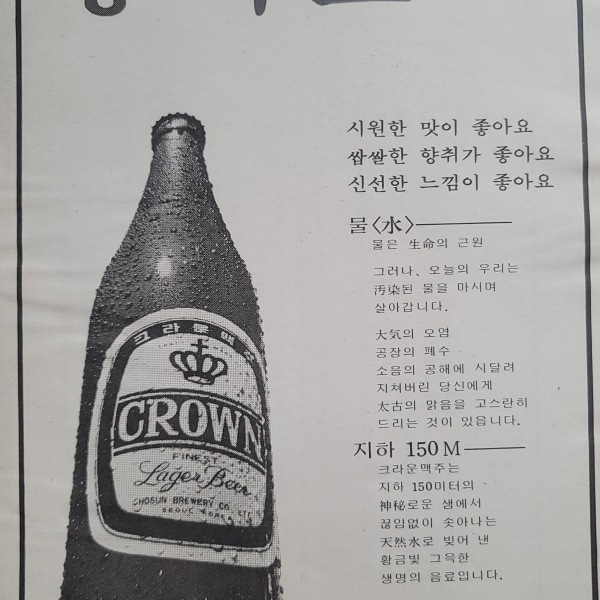 시원한 맛이 좋아요
쌉쌀한 향취가 좋아요
신선한 느낌이 좋아요
물〈水〉
물은 生命의 근원
그러나、오늘의 우리는
汚染된 물을 마시며
살아갑니다.
大気의 오염
공장의 폐수
소음의 공해에 시달려
지쳐버린 당신에게
太古의 맑음을 고스란히
드리는 것이 있읍니다.
지하 150M
크라운맥주는
지하 150미터의
神秘로운 샘에서
끊임없이 솟아나는
天然水로 빚어 낸
황금빛 그윽한
생명의 음료입니다.
크라운맥주
CROWN
FINEST
Lager Beer
CHOSUN BREWERY CO. LTD.
SEOUL KOREA